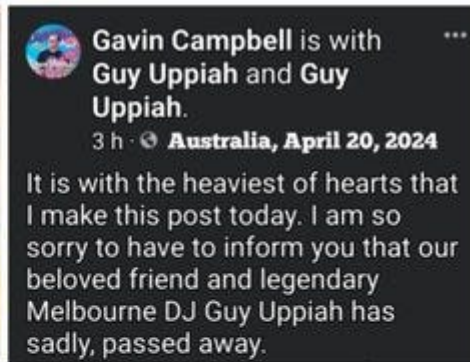 Gavin Campbell is with
Guy Uppiah and Guy
Uppiah.
3 h · Australia, April 20, 2024
It is with the heaviest of hearts that
I make this post today. I am so
sorry to have to inform you that our
beloved friend and legendary
Melbourne DJ Guy Uppiah has
sadly, passed away.